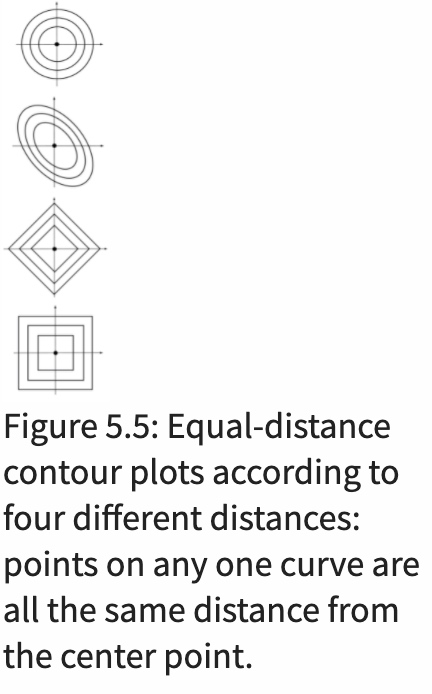 Figure 5.5: Equal-distance
contour plots according to
four different distances:
points on any one curve are
all the same distance from
the center point.